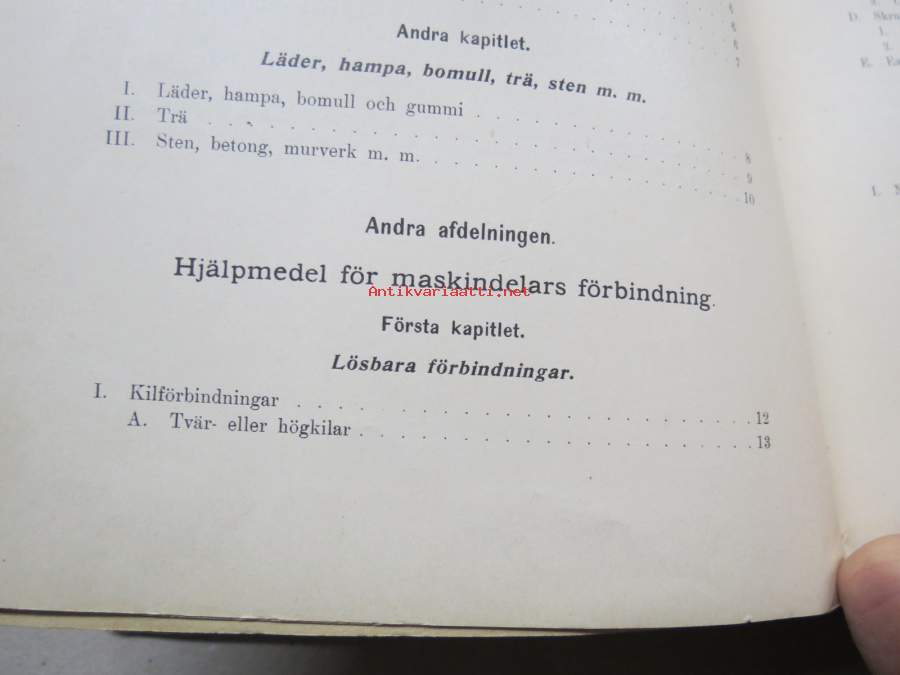 Andra kapitlet.
Läder, hampa, bomull, trä, sten m. m.
I. Läder, hampa, bomull och gummi . . . . . . . . . . . . 8
II. Trä . . . . . . . . . . . . . . . . . . . . . . . 9
III. Sten, betong, murverk m. m. . . . . . . . . . . . . . 10
Andra afdelningen.
Hjälpmedel för maskindelars förbindning.
Antikvariaatti.net
Första kapitlet.
Lösbara förbindningar.
I. Kilförbindningar . . . . . . . . . . . . . . . . . . . . 12
A. Tvär- eller högkilar . . . . . . . . . . . . . . . . . . 13
D.
1.
2.
E.
I.